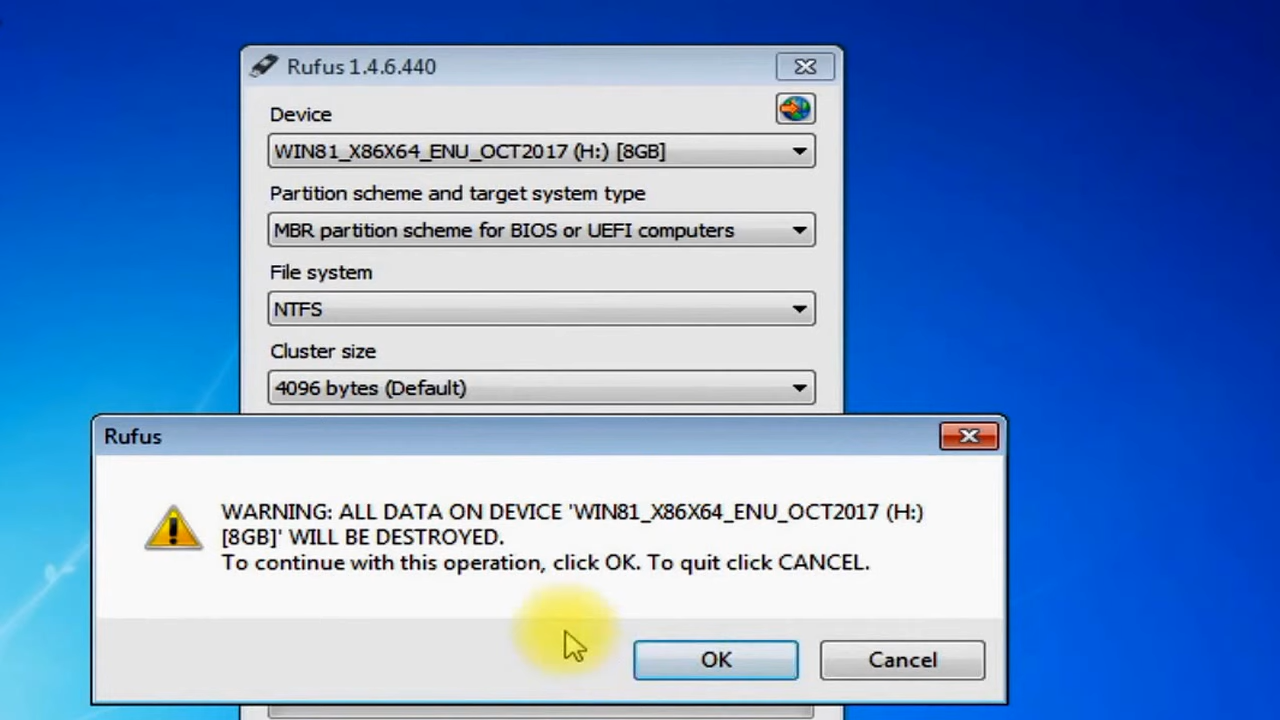 Rufus 1.4.6.440
Device
WIN81_X86X64_ENU_OCT2017 (H:) [8GB]
Partition scheme and target system type
MBR partition scheme for BIOS or UEFI computers
File system
NTFS
Cluster size
4096 bytes (Default)
Rufus
WARNING: ALL DATA ON DEVICE 'WIN81_X86X64_ENU_OCT2017 (H:)
[8GB]' WILL BE DESTROYED.
To continue with this operation, click OK. To quit click CANCEL.
OK
Cancel